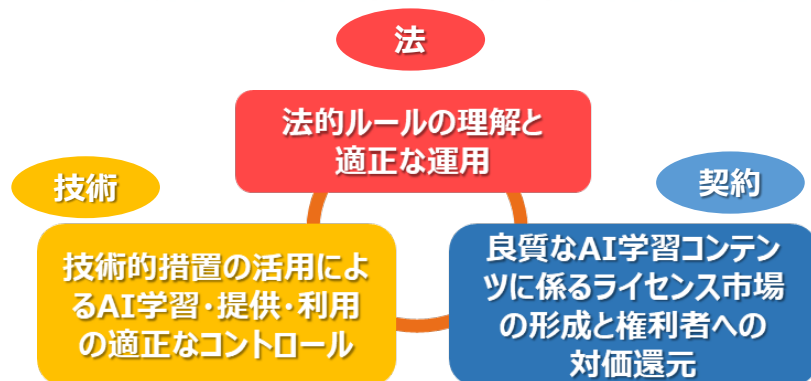 法
法的ルールの理解と
適正な運用
技術
契約
技術的措置の活用によ
るAI学習・提供・利用
の適正なコントロール
良質なAI学習コンテン
ツに係るライセンス市場
の形成と権利者への
対価還元